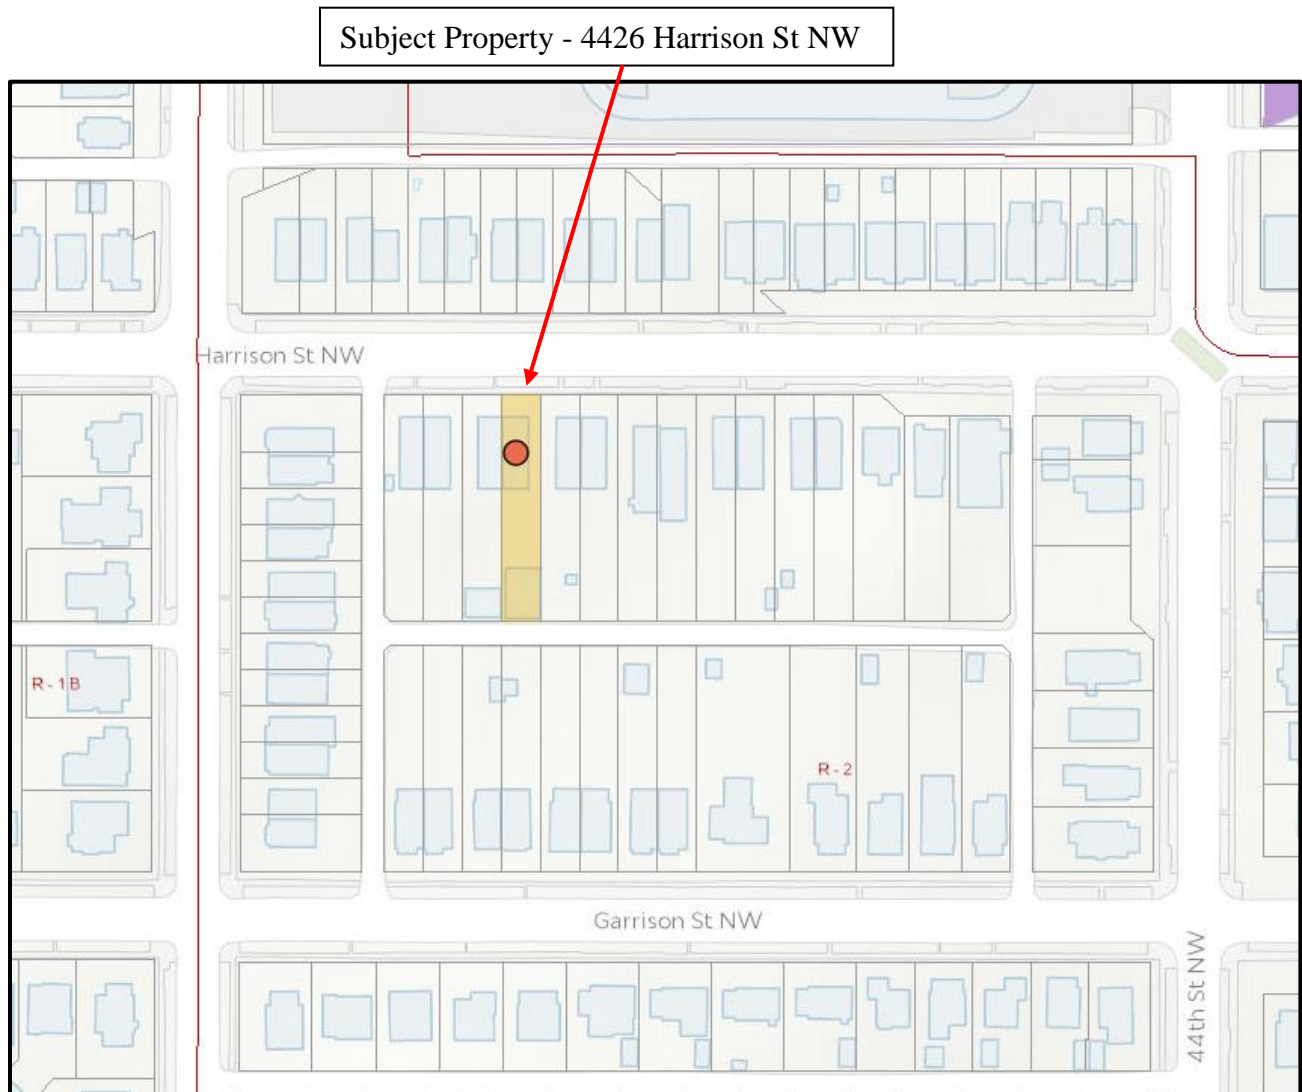 Subject Property - 4426 Harrison St NW
Harrison St NW
R-1B
R-2
Garrison St NW
44th St NW